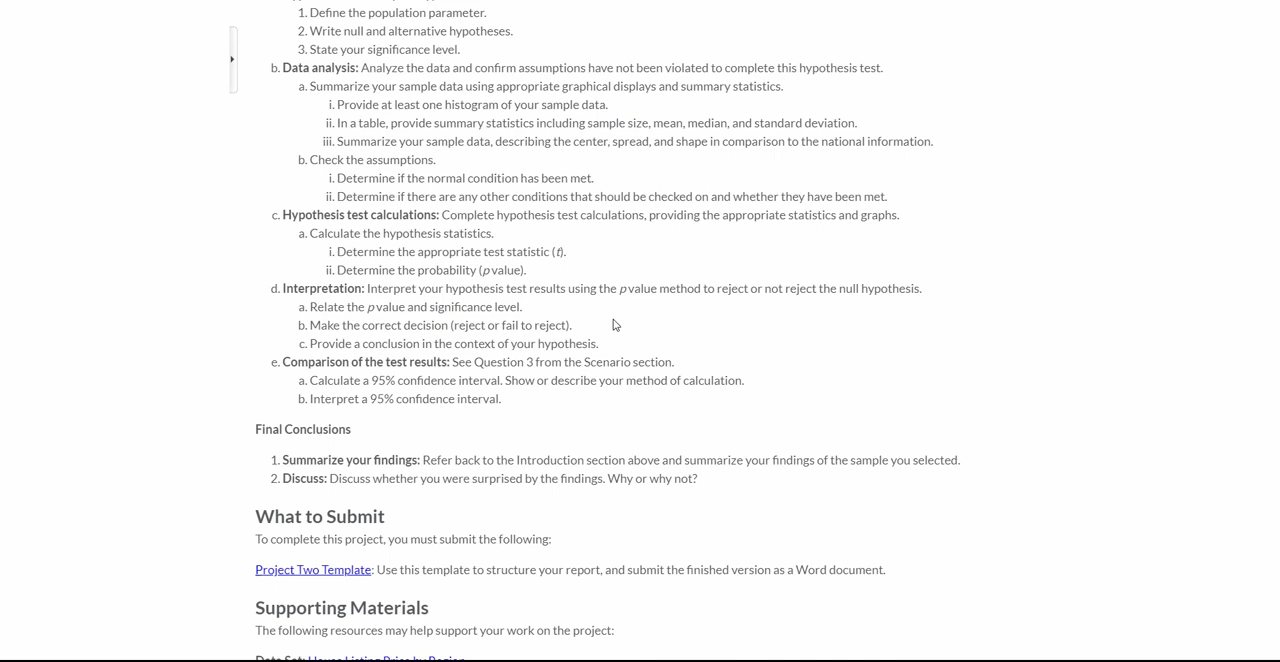 1. Define the population parameter.
2. Write null and alternative hypotheses.
3. State your significance level.
b. Data analysis: Analyze the data and confirm assumptions have not been violated to complete this hypothesis test.
a. Summarize your sample data using appropriate graphical displays and summary statistics.
i. Provide at least one histogram of your sample data.
ii. In a table, provide summary statistics including sample size, mean, median, and standard deviation.
iii. Summarize your sample data, describing the center, spread, and shape in comparison to the national information.
b. Check the assumptions.
i. Determine if the normal condition has been met.
ii. Determine if there are any other conditions that should be checked on and whether they have been met.
c. Hypothesis test calculations: Complete hypothesis test calculations, providing the appropriate statistics and graphs.
a. Calculate the hypothesis statistics.
i. Determine the appropriate test statistic (t).
ii. Determine the probability (p value).
d. Interpretation: Interpret your hypothesis test results using the p value method to reject or not reject the null hypothesis.
a. Relate the p value and significance level.
b. Make the correct decision (reject or fail to reject).
c. Provide a conclusion in the context of your hypothesis.
e. Comparison of the test results: See Question 3 from the Scenario section.
a. Calculate a 95% confidence interval. Show or describe your method of calculation.
b. Interpret a 95% confidence interval.
Final Conclusions
1. Summarize your findings: Refer back to the Introduction section above and summarize your findings of the sample you selected.
2. Discuss: Discuss whether you were surprised by the findings. Why or why not?
What to Submit
To complete this project, you must submit the following:
Project Two Template: Use this template to structure your report, and submit the finished version as a Word document.
Supporting Materials
The following resources may help support your work on the project:
Data Set: House Listing Price by Region